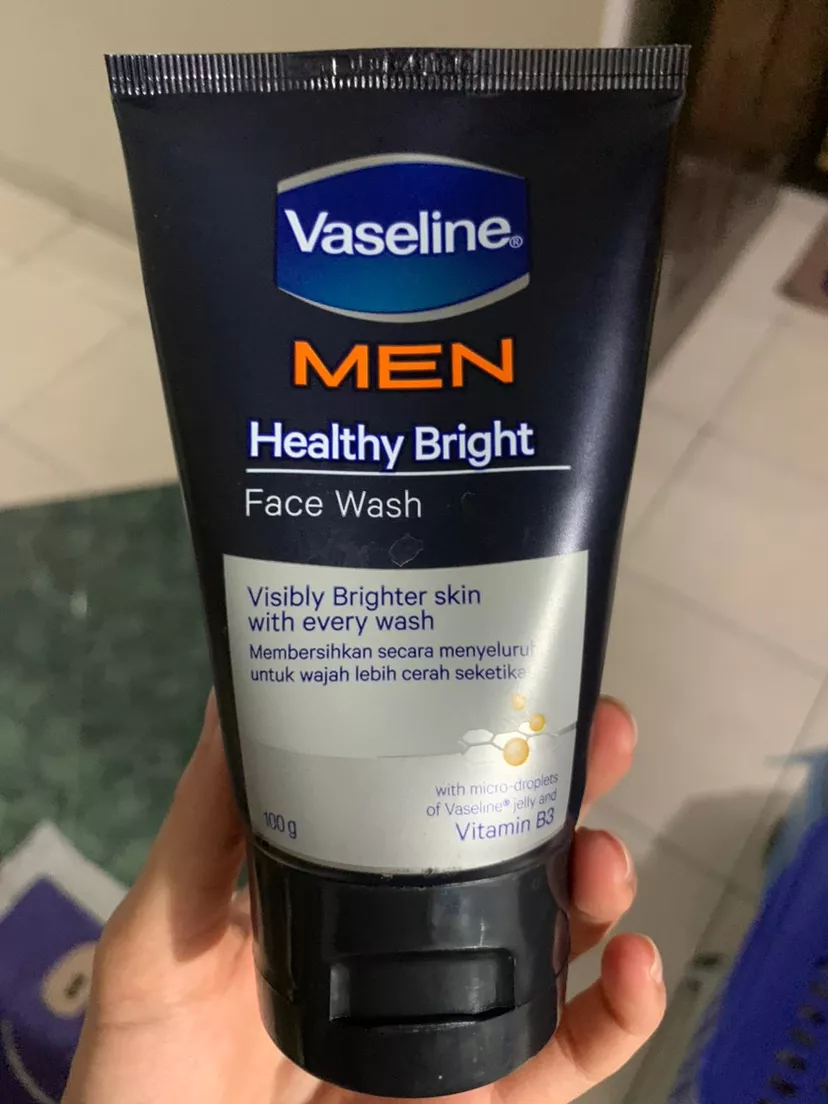 Vaseline®
MEN
Healthy Bright
Face Wash
Visibly Brighter skin
with every wash
Membersihkan secara menyeluruh
untuk wajah lebih cerah seketika
with micro-droplets
of Vaseline® jelly and
Vitamin B3
100 g